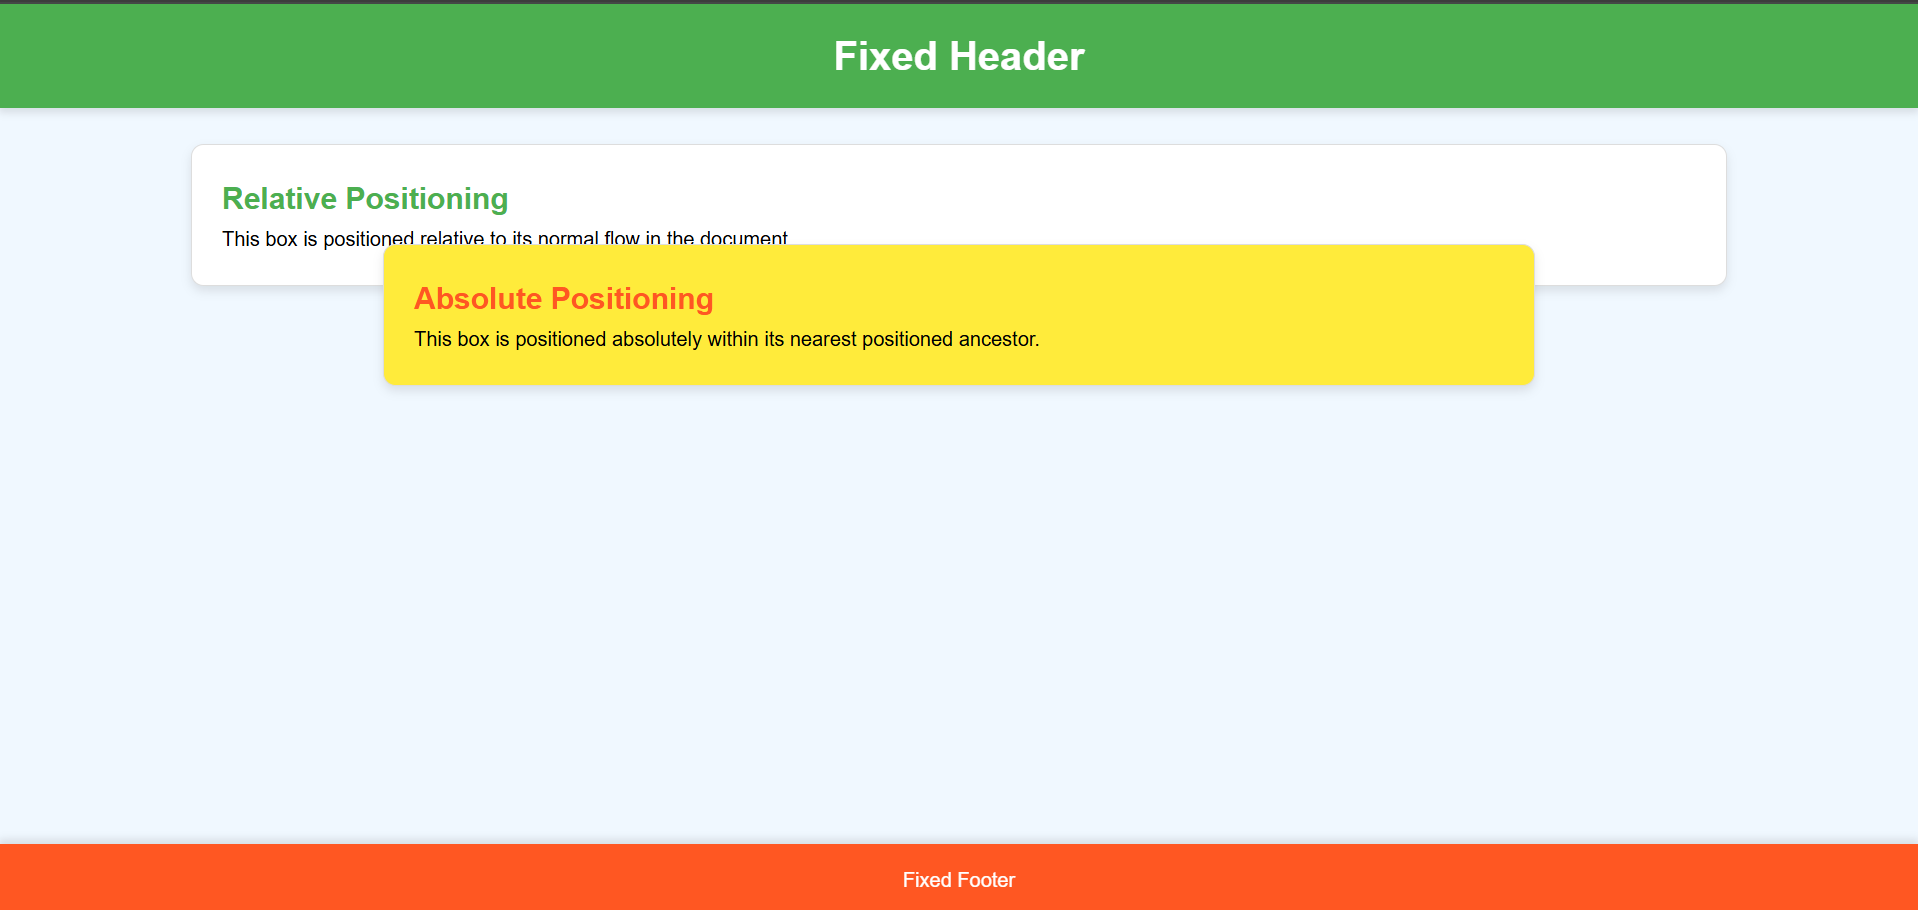 Fixed Header
Relative Positioning
This box is positioned relative to its normal flow in the document
Absolute Positioning
This box is positioned absolutely within its nearest positioned ancestor.
Fixed Footer